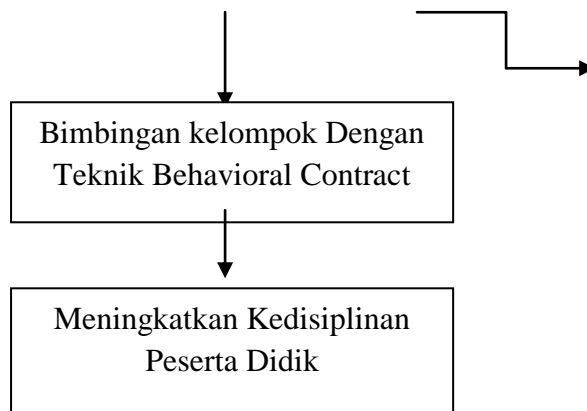 Bimbingan kelompok Dengan
Teknik Behavioral Contract
Meningkatkan Kedisiplinan
Peserta Didik